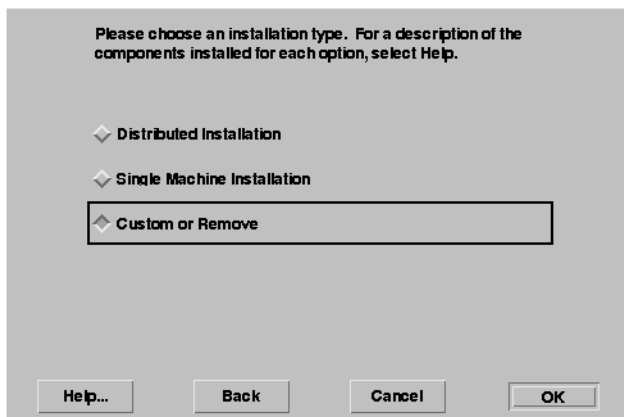 Please choose an installation type. For a description of the
components installed for each option, select Help.
Distributed Installation
Single Machine Installation
Custom or Remove
Help...
Back
Cancel
OK